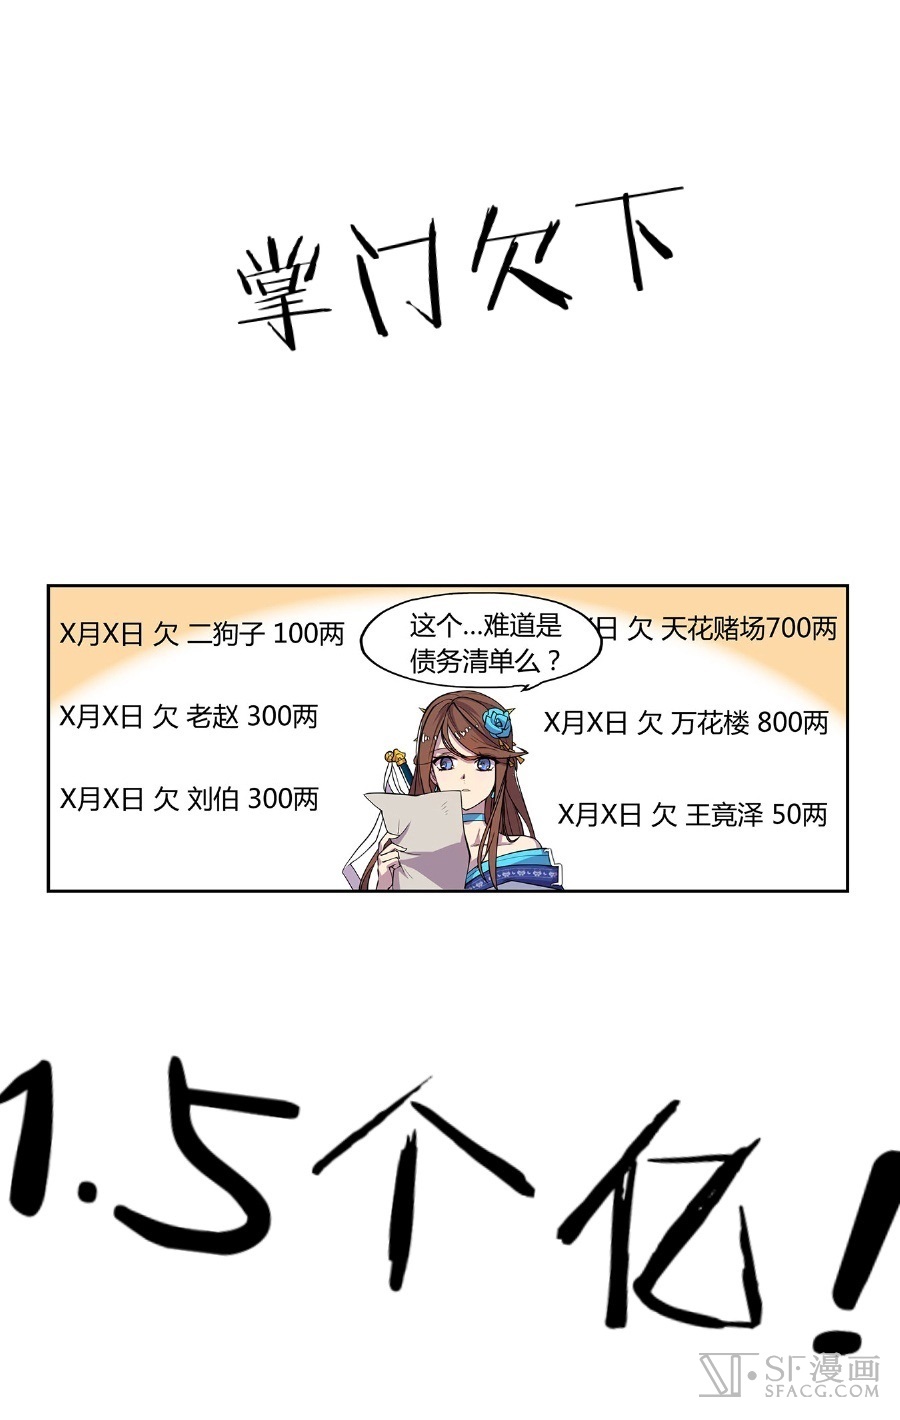 掌门欠下
这个...难道是
债务清单么？
X月X日 欠 二狗子 100两
X月X日 欠 老赵 300两
X月X日 欠 刘伯 300两
日 欠 天花赌场700两
X月X日 欠 万花楼 800两
X月X日 欠 王竟泽 50两
1.5个亿！
SF漫画
SFACG.COM